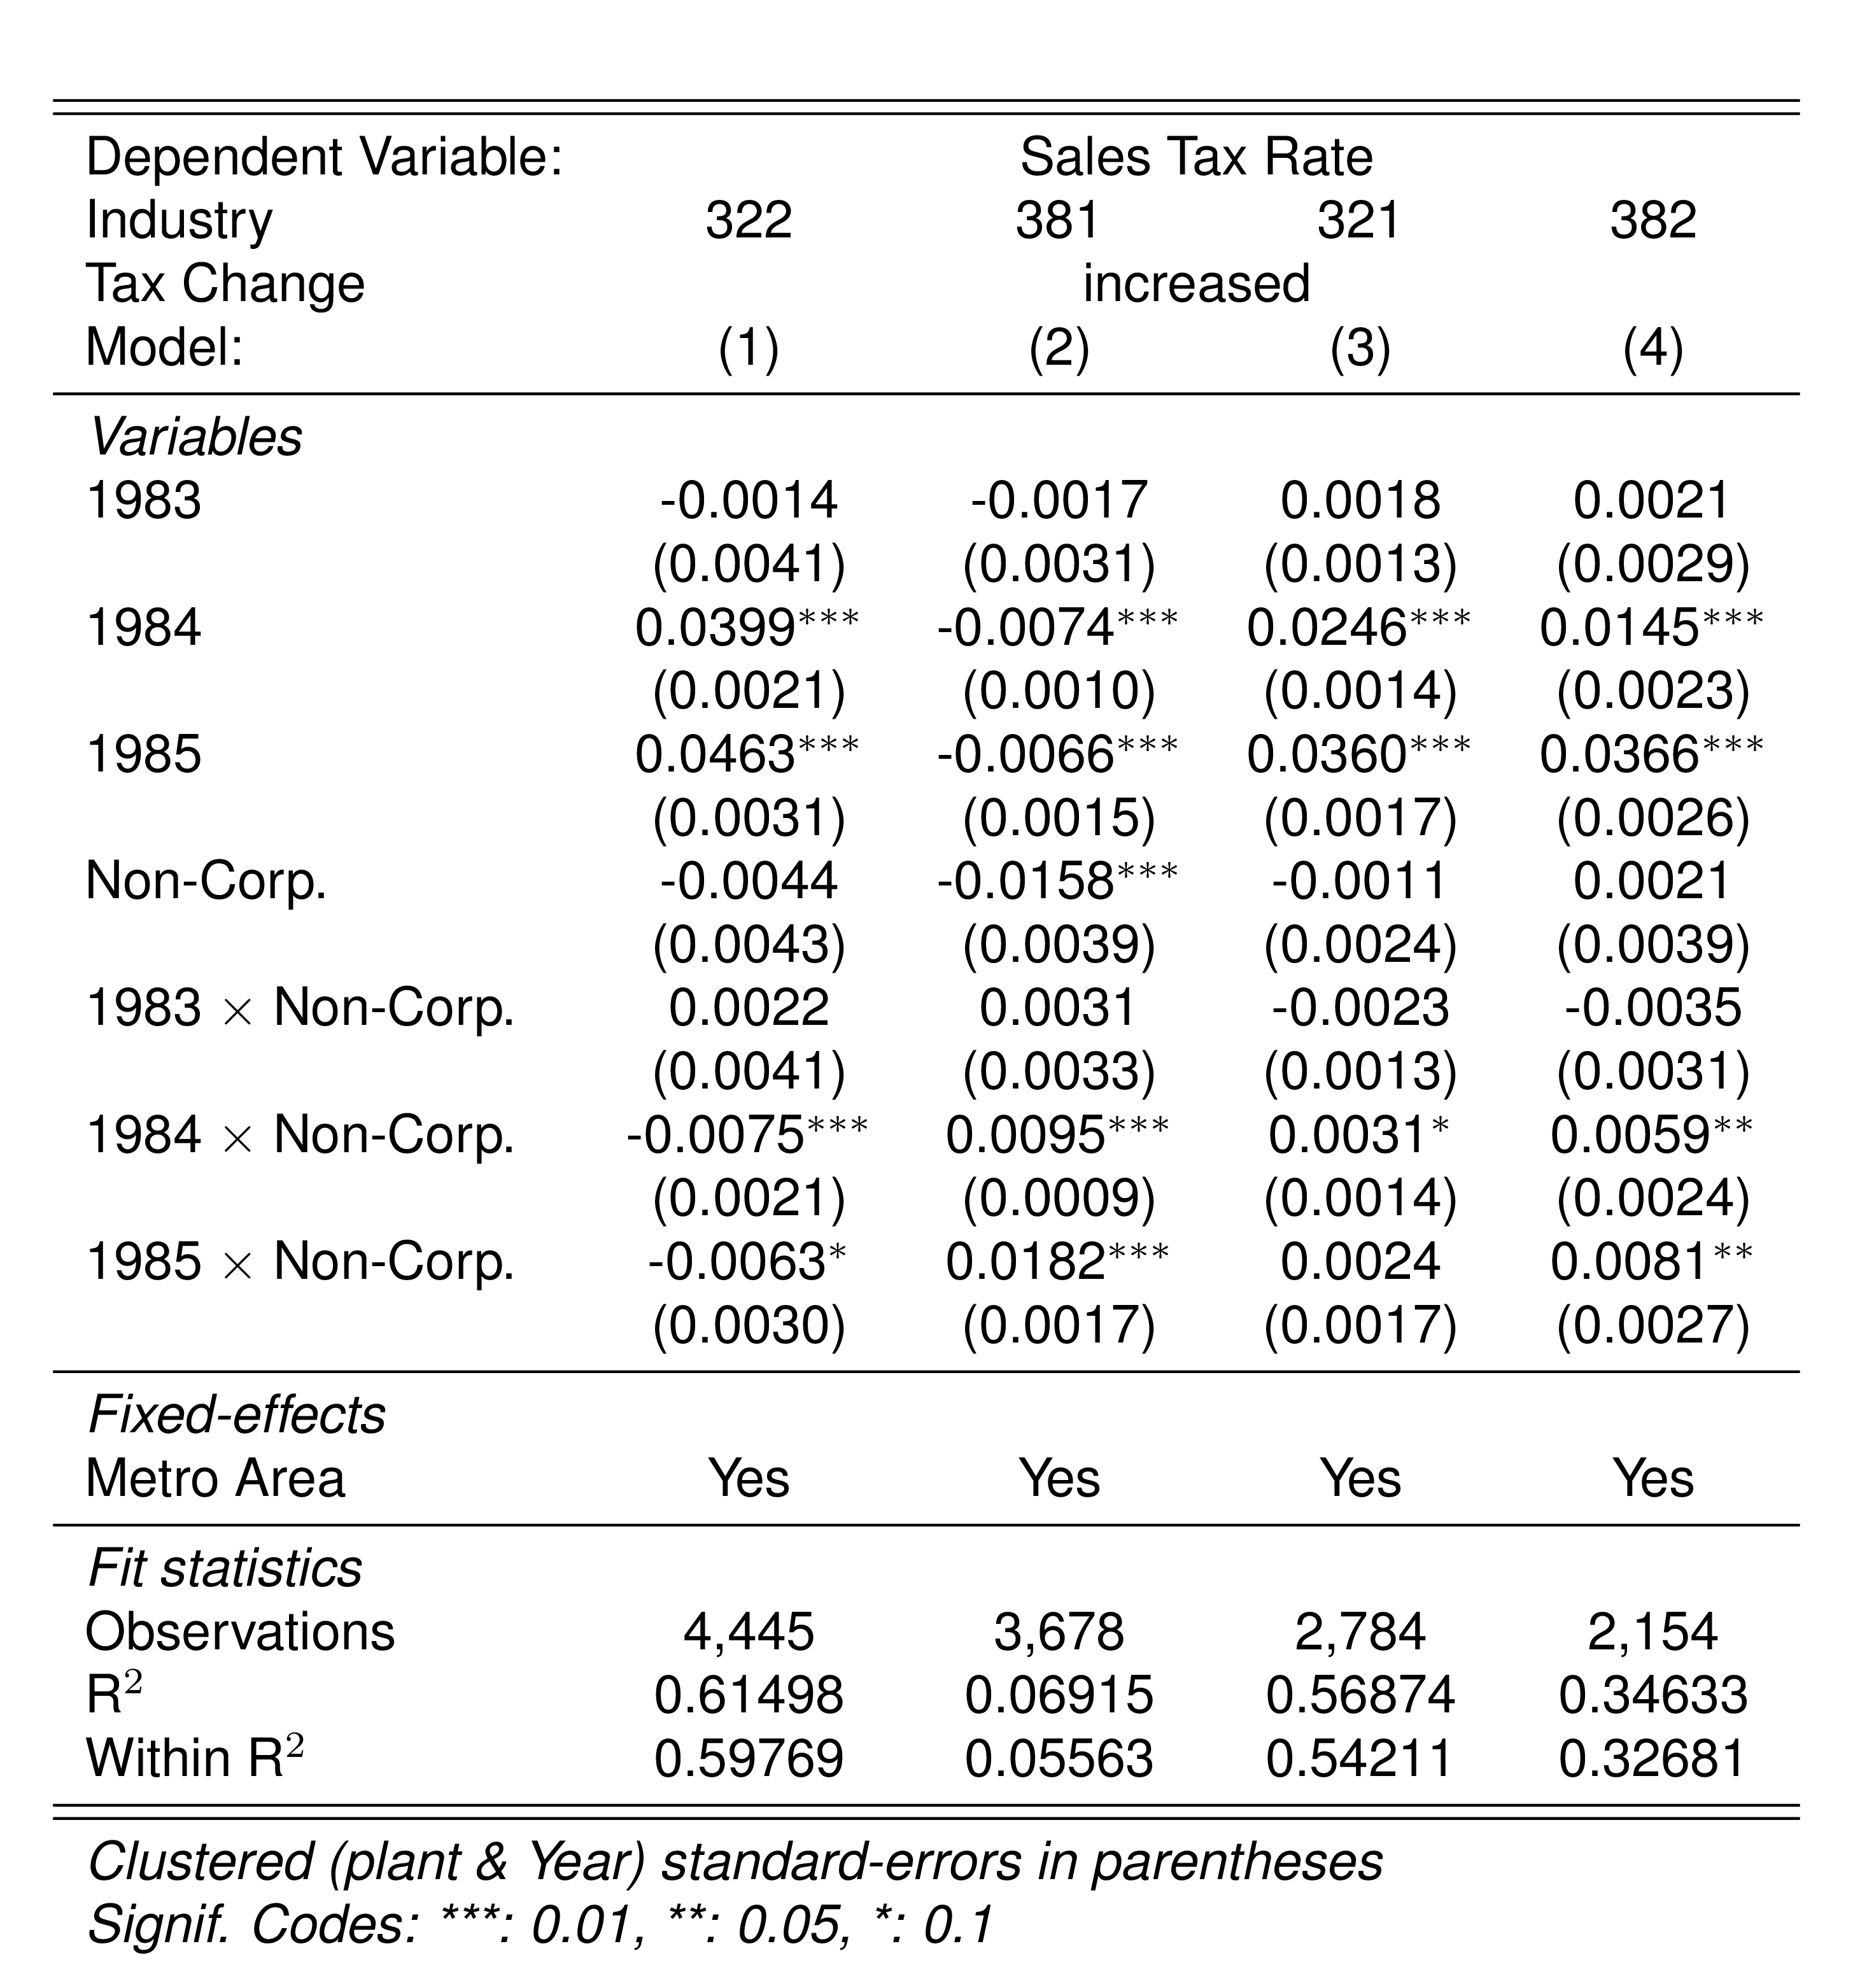 Dependent Variable: Sales Tax Rate
Industry 322 381 321 382
Tax Change increased
Model: (1) (2) (3) (4)
Variables
1983 -0.0014 -0.0017 0.0018 0.0021
(0.0041) (0.0031) (0.0013) (0.0029)
1984 0.0399*** -0.0074*** 0.0246*** 0.0145***
(0.0021) (0.0010) (0.0014) (0.0023)
1985 0.0463*** -0.0066*** 0.0360*** 0.0366***
(0.0031) (0.0015) (0.0017) (0.0026)
Non-Corp. -0.0044 -0.0158*** -0.0011 0.0021
(0.0043) (0.0039) (0.0024) (0.0039)
1983 × Non-Corp. 0.0022 0.0031 -0.0023 -0.0035
(0.0041) (0.0033) (0.0013) (0.0031)
1984 × Non-Corp. -0.0075*** 0.0095*** 0.0031* 0.0059**
(0.0021) (0.0009) (0.0014) (0.0024)
1985 × Non-Corp. -0.0063* 0.0182*** 0.0024 0.0081**
(0.0030) (0.0017) (0.0017) (0.0027)
Fixed-effects
Metro Area Yes Yes Yes Yes
Fit statistics
Observations 4,445 3,678 2,784 2,154
R² 0.61498 0.06915 0.56874 0.34633
Within R² 0.59769 0.05563 0.54211 0.32681
Clustered (plant & Year) standard-errors in parentheses
Signif. Codes: ***: 0.01, **: 0.05, *: 0.1